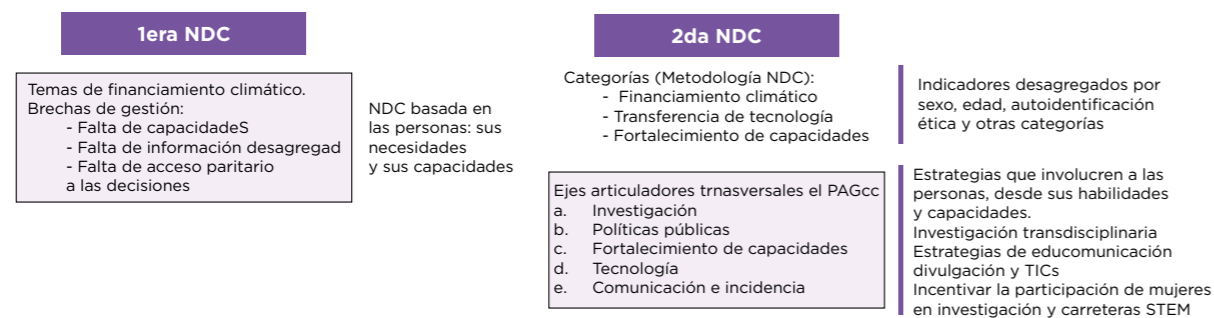 1era NDC
Temas de financiamiento climático.
Brechas de gestión:
- Falta de capacidadeS
- Falta de información desagregad
- Falta de acceso paritario
a las decisiones
NDC basada en
las personas: sus
necesidades
y sus capacidades
2da NDC
Categorías (Metodología NDC):
- Financiamiento climático
- Transferencia de tecnología
- Fortalecimiento de capacidades
Indicadores desagregados por
sexo, edad, autoidentificación
ética y otras categorías
Ejes articuladores trnasversales el PAGcc
a. Investigación
b. Políticas públicas
c. Fortalecimiento de capacidades
d. Tecnología
e. Comunicación e incidencia
Estrategias que involucren a las
personas, desde sus habilidades
y capacidades.
Investigación transdisciplinaria
Estrategias de educomunicación
divulgación y TICs
Incentivar la participación de mujeres
en investigación y carreteras STEM